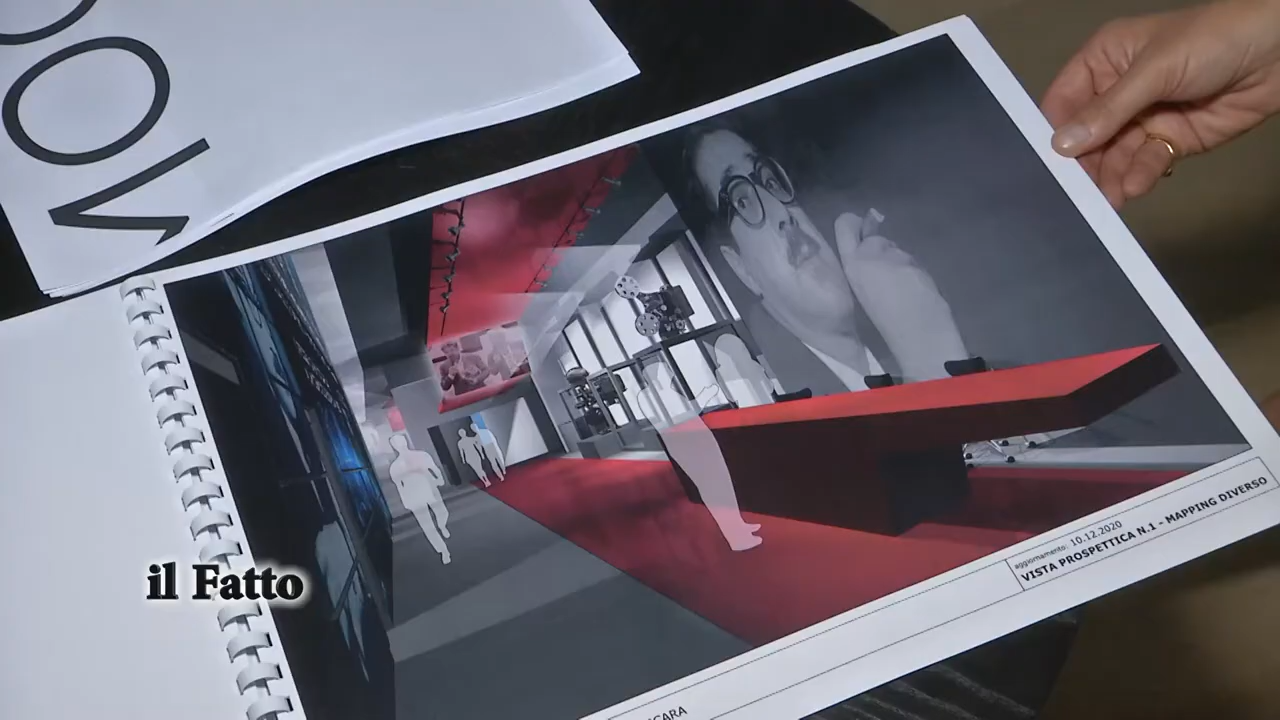 aggiornamento: 10.12.2020
VISTA PROSPETTICA N.1 - MAPPING DIVERSO
il Fatto